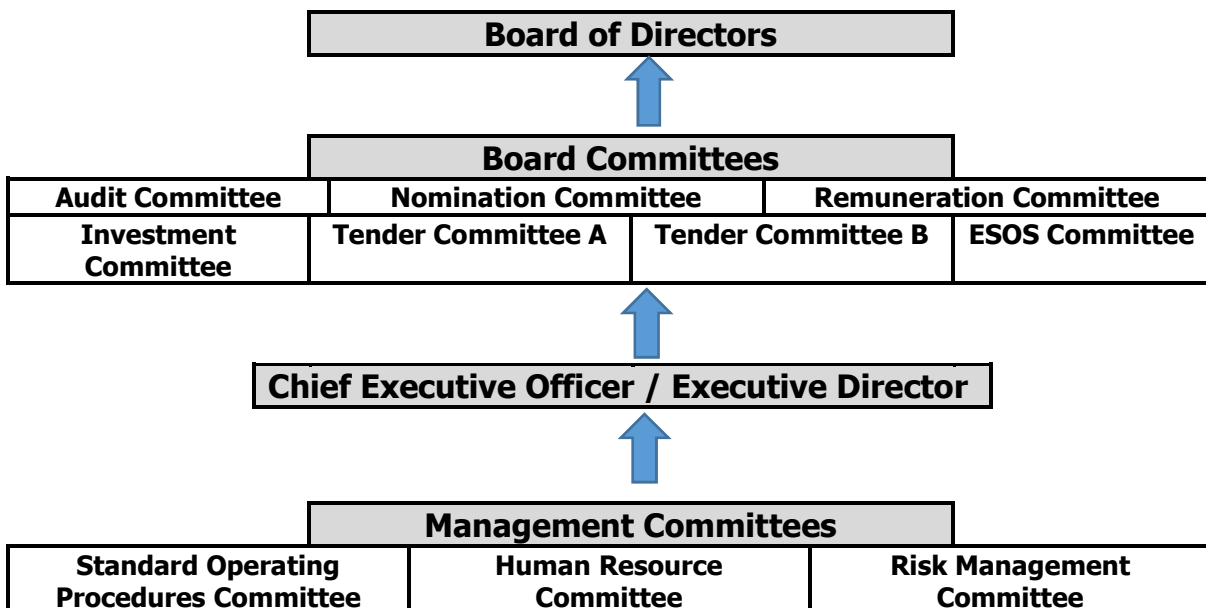 Board of Directors
Board Committees
Audit Committee
Nomination Committee
Remuneration Committee
Investment
Committee
Tender Committee A
Tender Committee B
ESOS Committee
Chief Executive Officer / Executive Director
Management Committees
Standard Operating
Procedures Committee
Human Resource
Committee
Risk Management
Committee